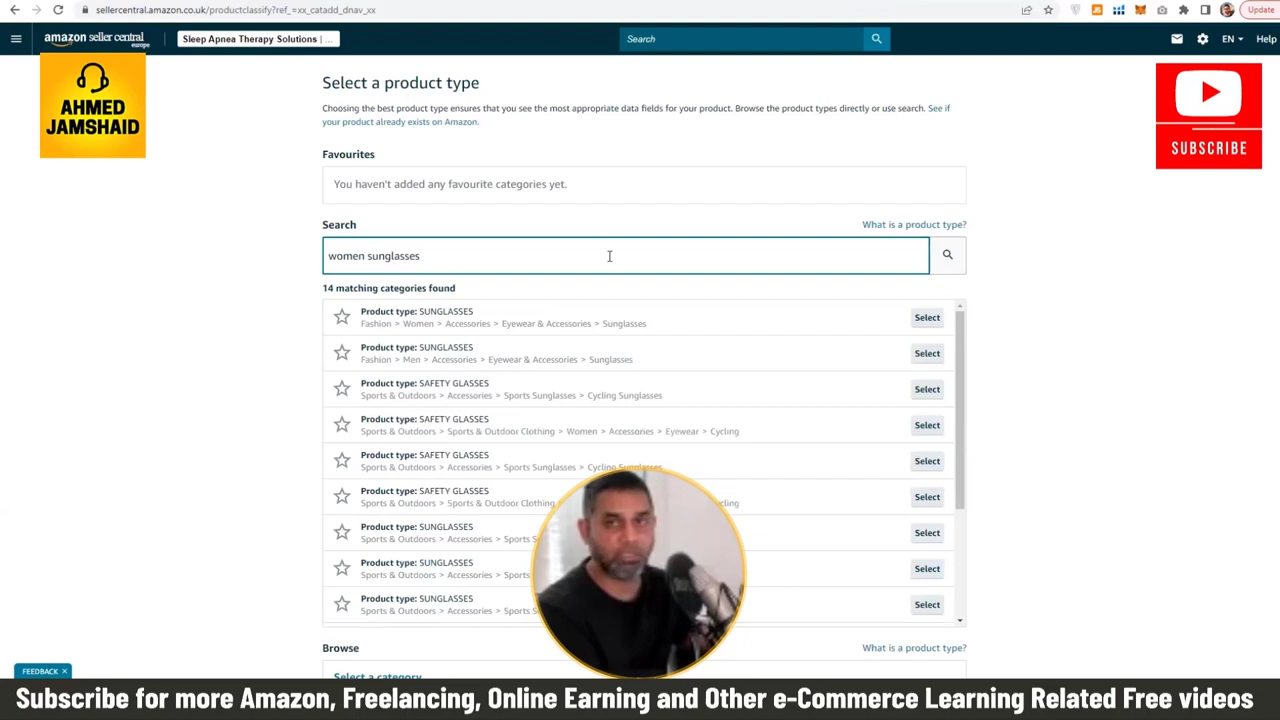 sellercentral.amazon.co.uk/productclassify?ref_=xx_catadd_dnav_xx
Update
amazon seller central
europe
Sleep Apnea Therapy Solutions | ...
Search
EN
Help
AHMED
JAMSHAID
SUBSCRIBE
Select a product type
Choosing the best product type ensures that you see the most appropriate data fields for your product. Browse the product types directly or use search. See if
your product already exists on Amazon.
Favourites
You haven't added any favourite categories yet.
Search
What is a product type?
women sunglasses
14 matching categories found
Product type: SUNGLASSES
Fashion > Women > Accessories > Eyewear & Accessories > Sunglasses
Select
Product type: SUNGLASSES
Fashion > Men > Accessories > Eyewear & Accessories > Sunglasses
Select
Product type: SAFETY GLASSES
Sports & Outdoors > Accessories > Sports Sunglasses > Cycling Sunglasses
Select
Product type: SAFETY GLASSES
Sports & Outdoors > Sports & Outdoor Clothing > Women > Accessories > Eyewear > Cycling
Select
Product type: SAFETY GLASSES
Sports & Outdoors > Accessories > Sports Sunglasses > Cycling Sunglasses
Select
Product type: SAFETY GLASSES
Sports & Outdoors > Sports & Outdoor Clothing
Select
Product type: SUNGLASSES
Sports & Outdoors > Accessories > Sports
Select
Product type: SUNGLASSES
Sports & Outdoors > Accessories > Sports
Select
Product type: SUNGLASSES
Sports & Outdoors > Accessories >
Select
Browse
What is a product type?
Select a category
FEEDBACK ×
Subscribe for more Amazon, Freelancing, Online Earning and Other e-Commerce Learning Related Free videos